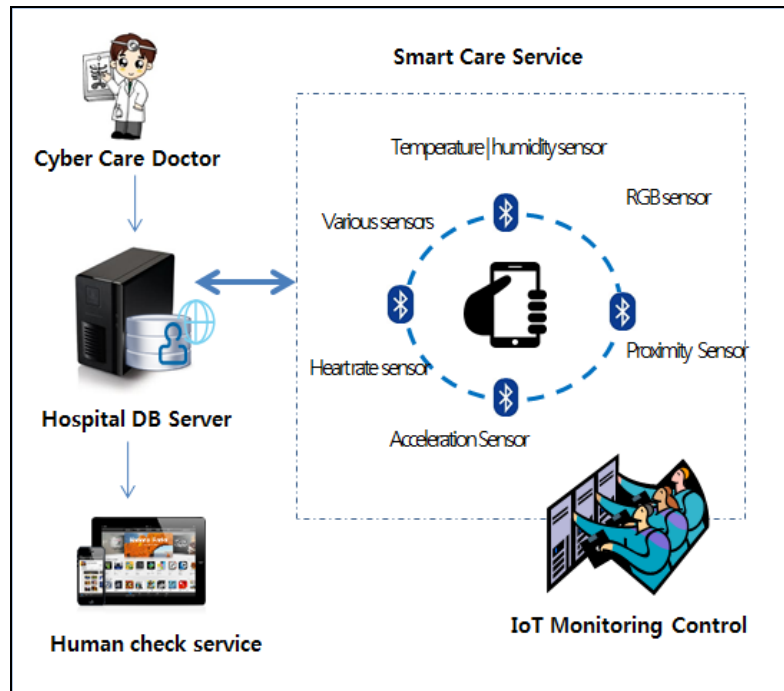 Smart Care Service
Cyber Care Doctor
Temperature|humidity sensor
RGB sensor
Various sensors
Heart rate sensor
Proximity Sensor
Acceleration Sensor
Hospital DB Server
Human check service
IoT Monitoring Control